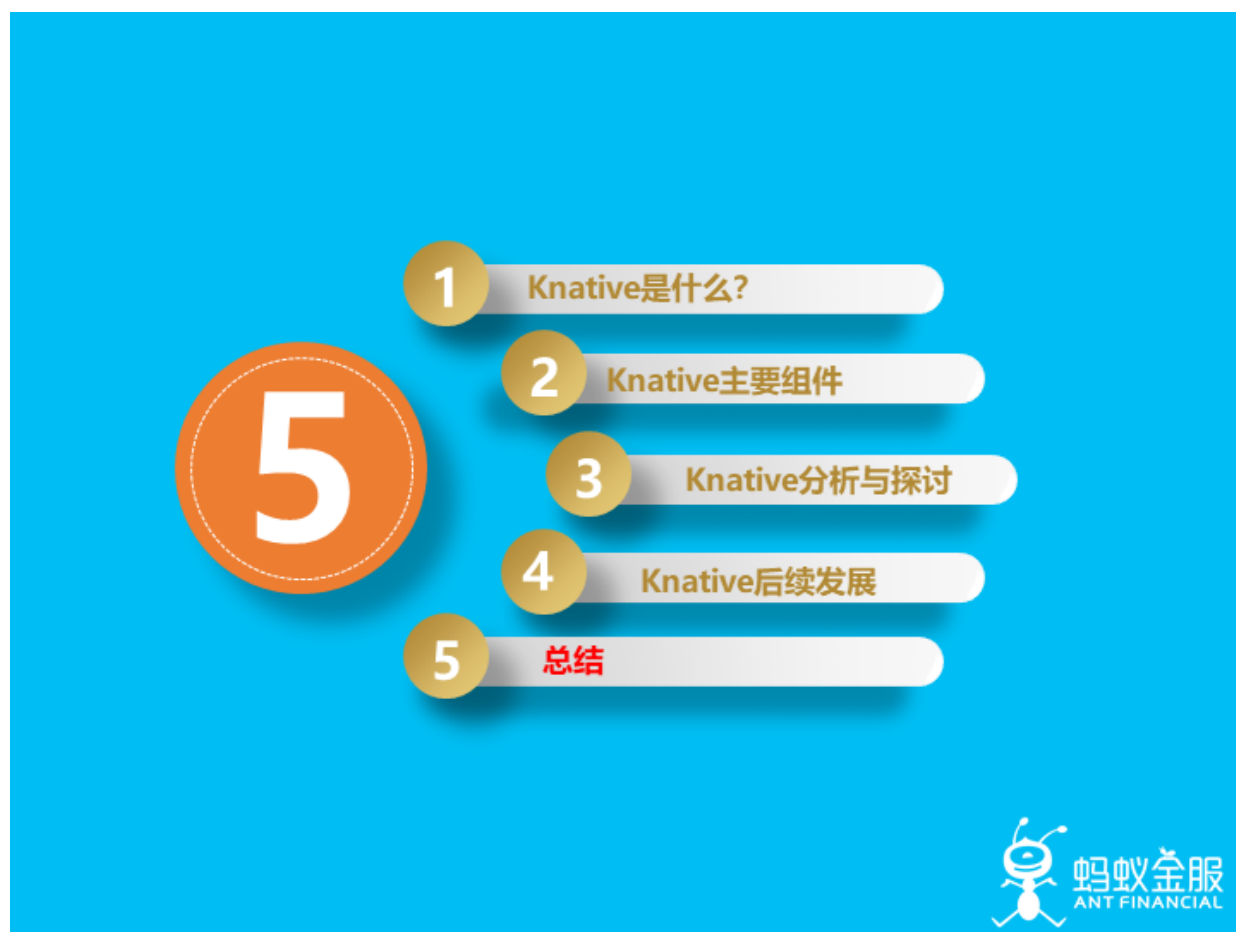 5
1
Knative是什么?
2
Knative主要组件
3
Knative分析与探讨
4
Knative后续发展
5
总结
蚂蚁金服
ANT FINANCIAL